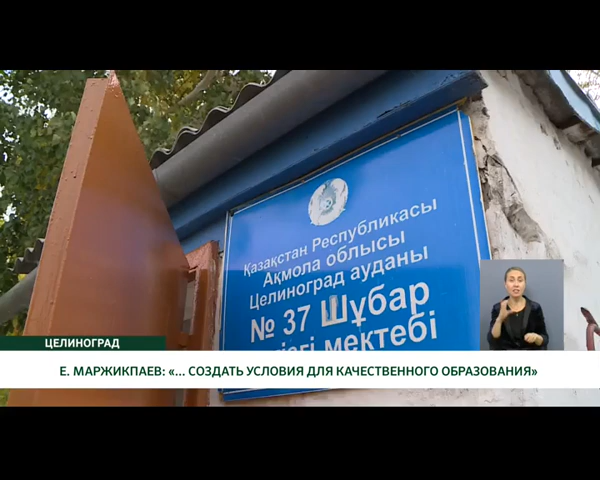 Қазақстан Республикасы
Ақмола облысы
Целиноград ауданы
№ 37 Шұбар
мектебі
ЦЕЛИНОГРАД
Е. МАРЖИКПАЕВ: «... СОЗДАТЬ УСЛОВИЯ ДЛЯ КАЧЕСТВЕННОГО ОБРАЗОВАНИЯ»